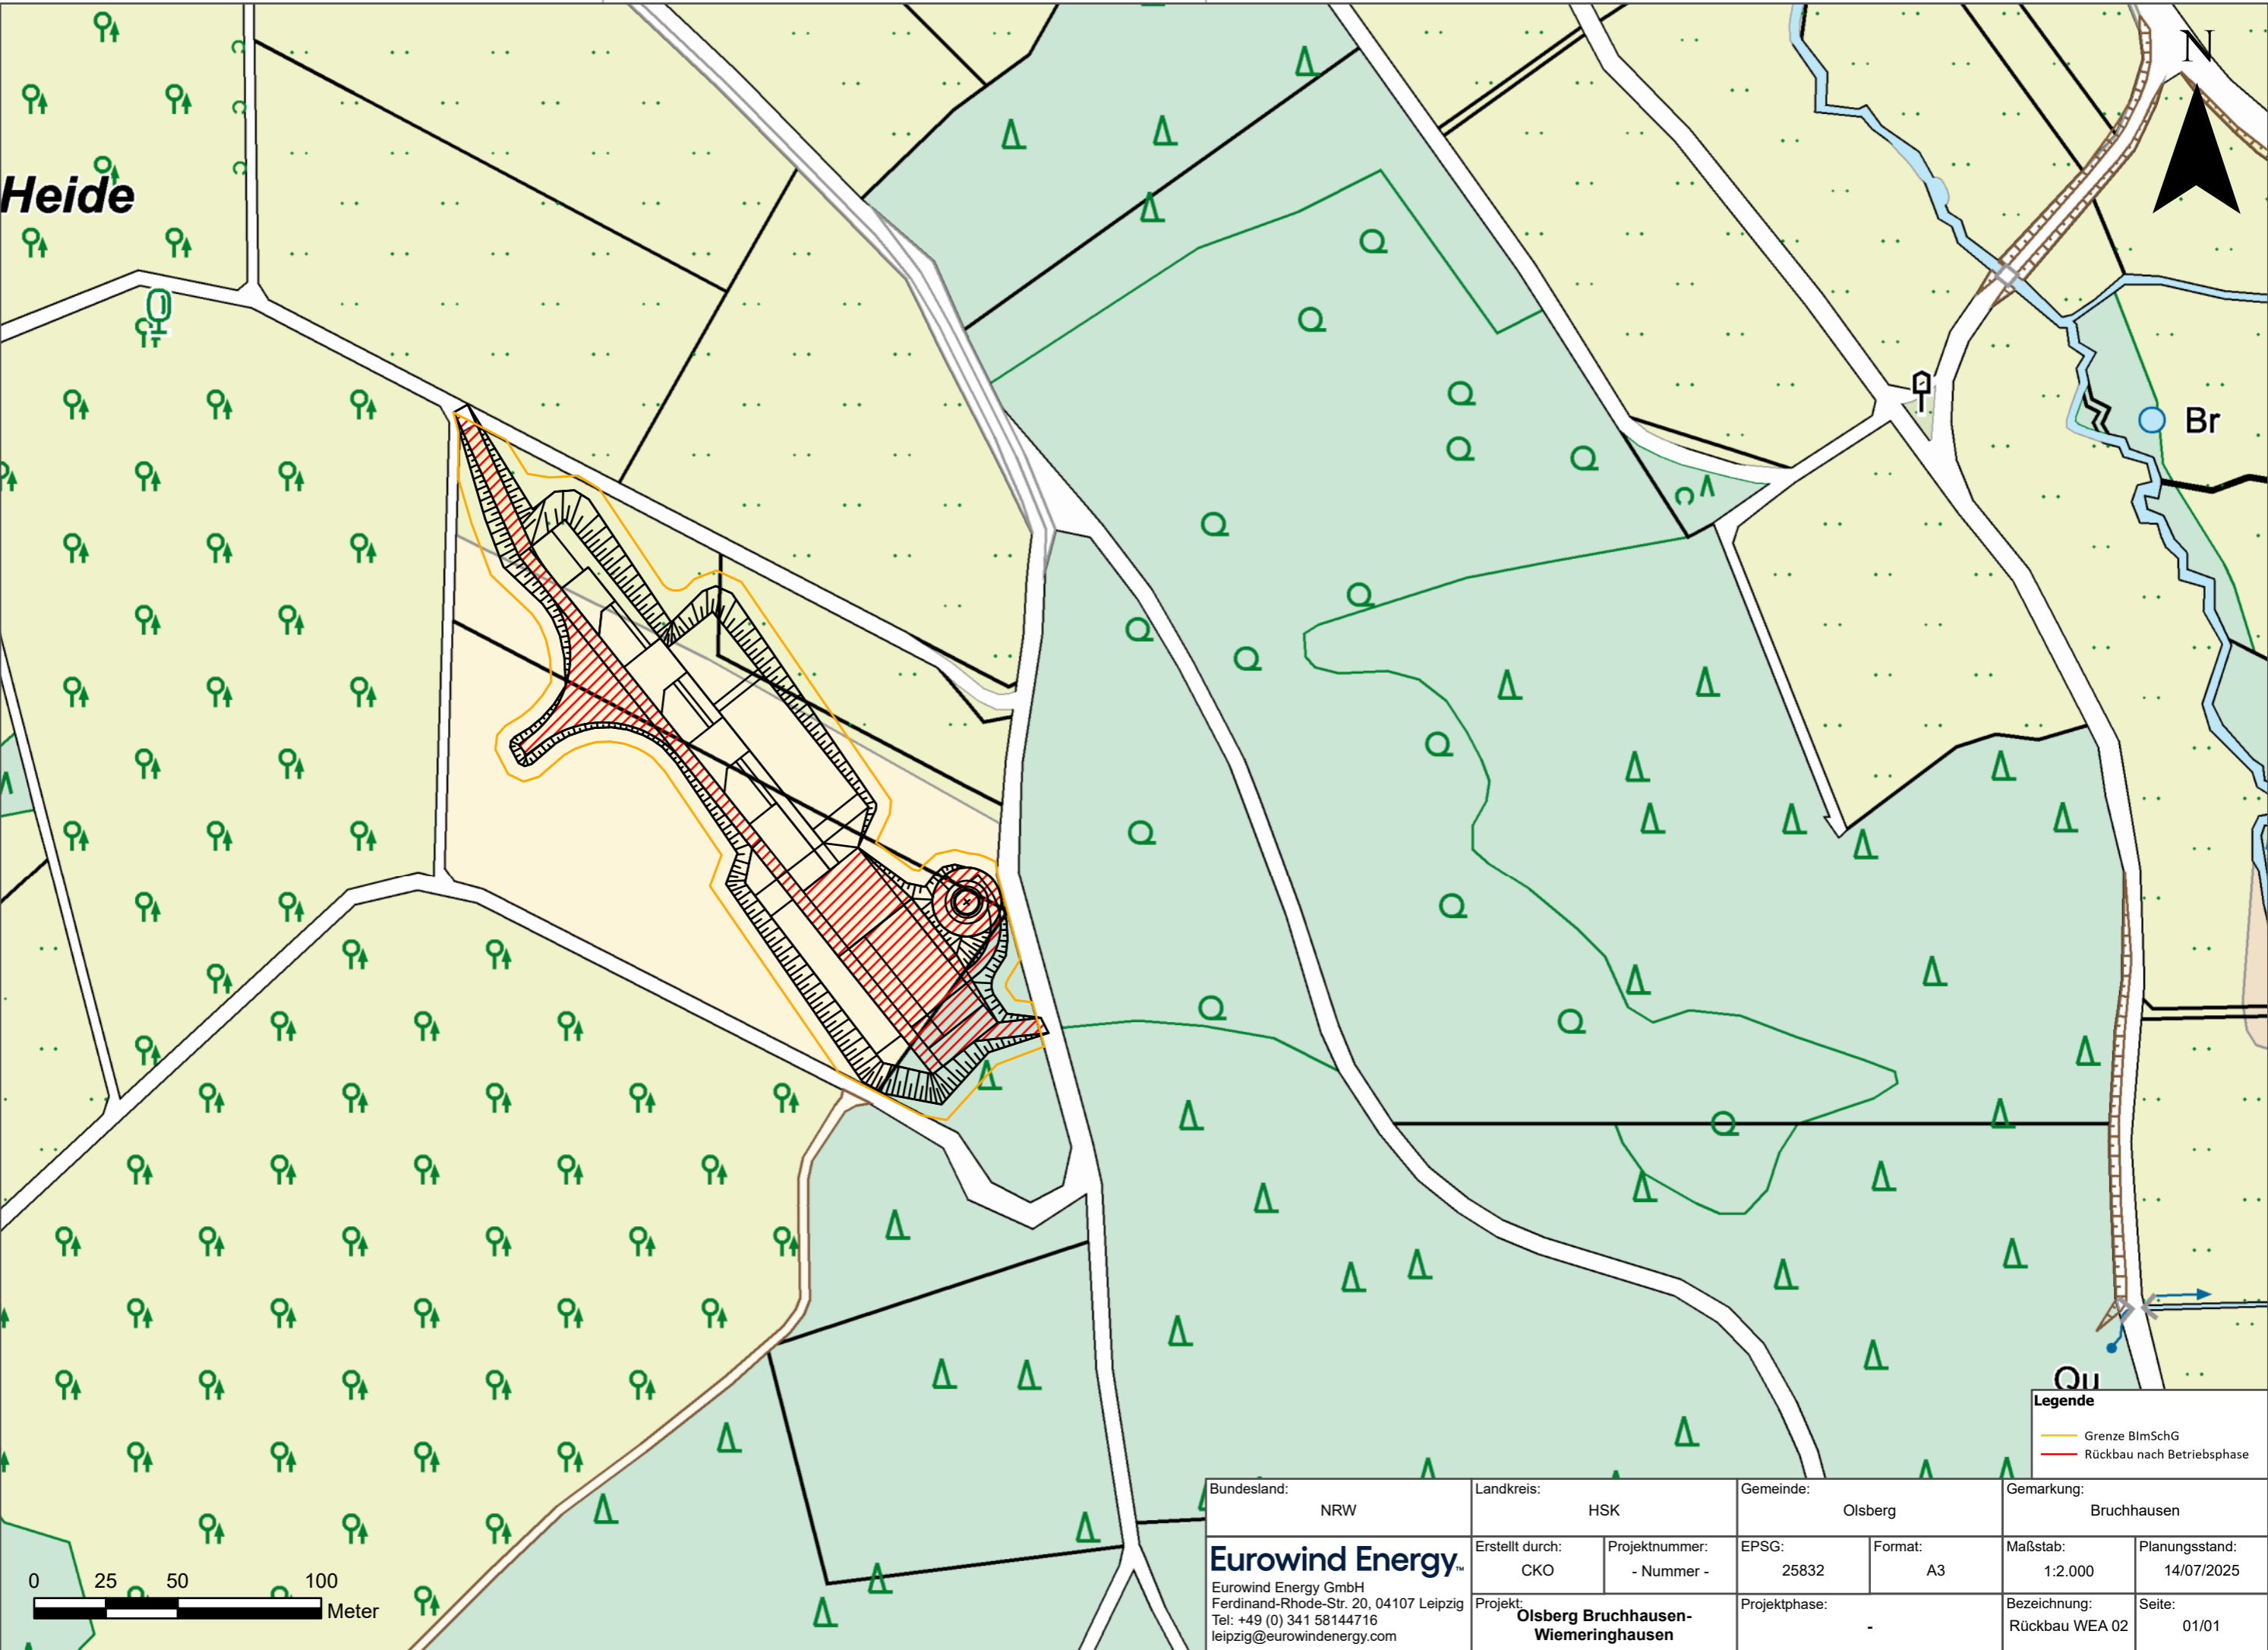 N
Heide
Br
Qu
Legende
Grenze BImSchG
Rückbau nach Betriebsphase
0 25 50 100
Meter
Bundesland:
NRW
Landkreis:
HSK
Gemeinde:
Olsberg
Gemarkung:
Bruchhausen
Eurowind Energy™
Eurowind Energy GmbH
Ferdinand-Rhode-Str. 20, 04107 Leipzig
Tel: +49 (0) 341 58144716
leipzig@eurowindenergy.com
Erstellt durch:
CKO
Projektnummer:
- Nummer -
EPSG:
25832
Format:
A3
Maßstab:
1:2.000
Planungsstand:
14/07/2025
Projekt:
Olsberg Bruchhausen-
Wiemeringhausen
Projektphase:
-
Bezeichnung:
Rückbau WEA 02
Seite:
01/01